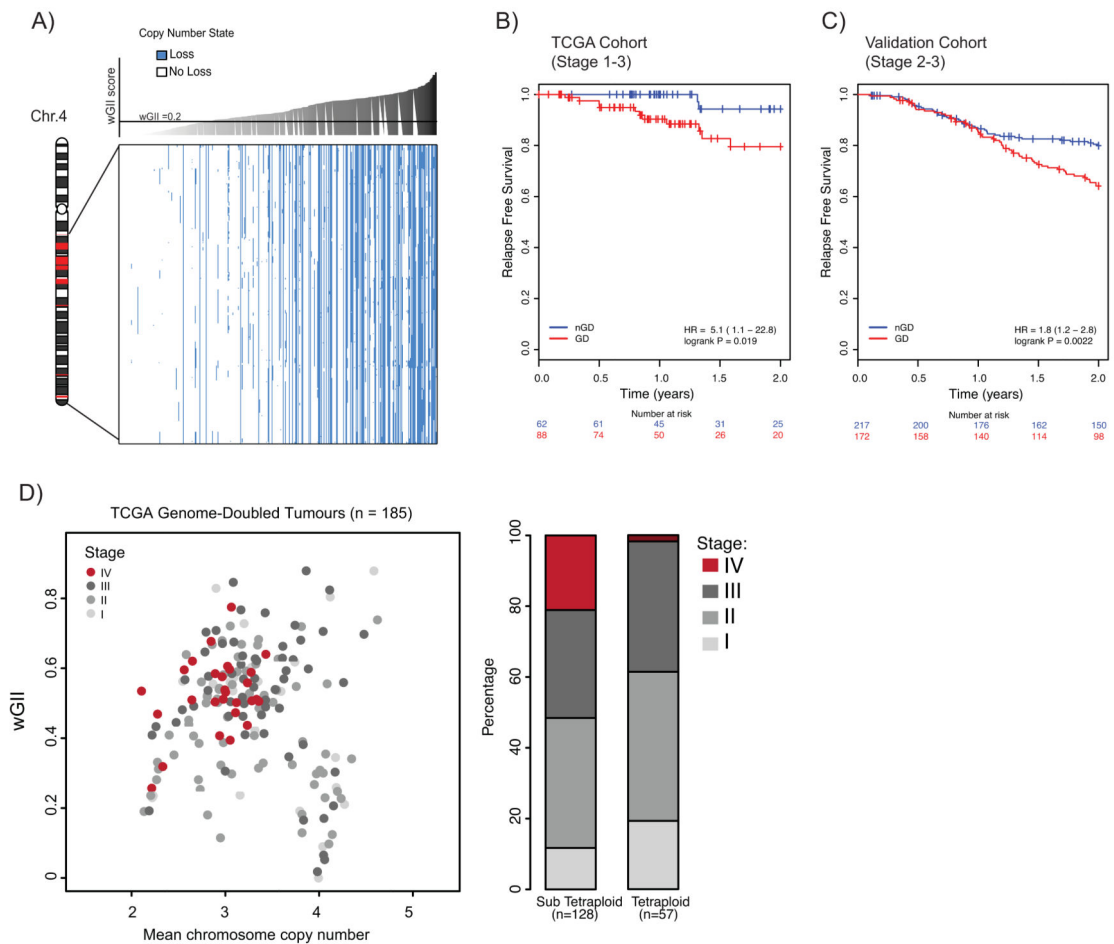 A)
Copy Number State
Loss
No Loss
wGII score
wGII =0.2
Chr.4
B)
TCGA Cohort
(Stage 1-3)
Relapse Free Survival
1.0
0.8
0.6
0.4
0.2
0.0
nGD
GD
HR = 5.1 ( 1.1 – 22.8)
logrank P = 0.019
0.0 0.5 1.0 1.5 2.0
Time (years)
Number at risk
62 61 45 31 25
88 74 50 26 20
C)
Validation Cohort
(Stage 2-3)
Relapse Free Survival
1.0
0.8
0.6
0.4
0.2
0.0
nGD
GD
HR = 1.8 (1.2 – 2.8)
logrank P = 0.0022
0.0 0.5 1.0 1.5 2.0
Time (years)
Number at risk
217 200 176 162 150
172 158 140 114 98
D)
TCGA Genome-Doubled Tumours (n = 185)
Stage
IV
III
II
I
wGII
0.8
0.6
0.4
0.2
0
2 3 4 5
Mean chromosome copy number
Percentage
100
80
60
40
20
0
Sub Tetraploid
(n=128)
Tetraploid
(n=57)
Stage:
IV
III
II
I